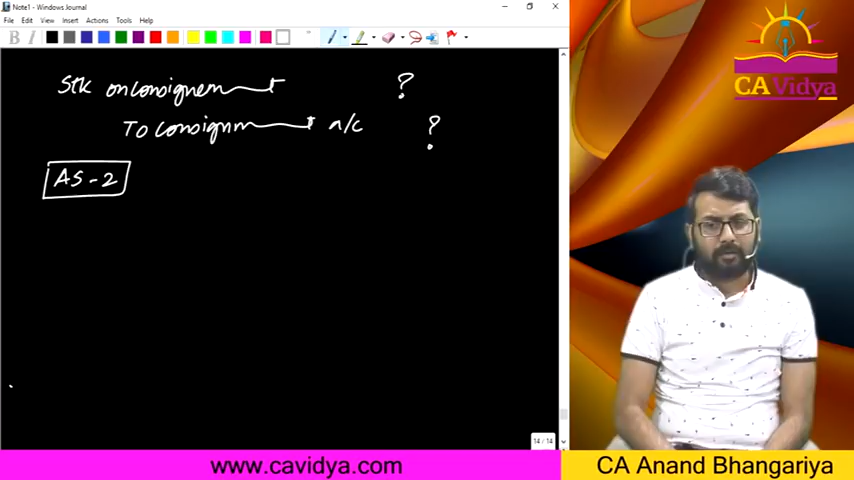 Note1 - Windows Journal
File Edit View Insert Actions Tools Help
B I
Stk on consignment ?
To consignment a/c ?
AS-2
14 / 14
CA Vidya
www.cavidya.com
CA Anand Bhangariya